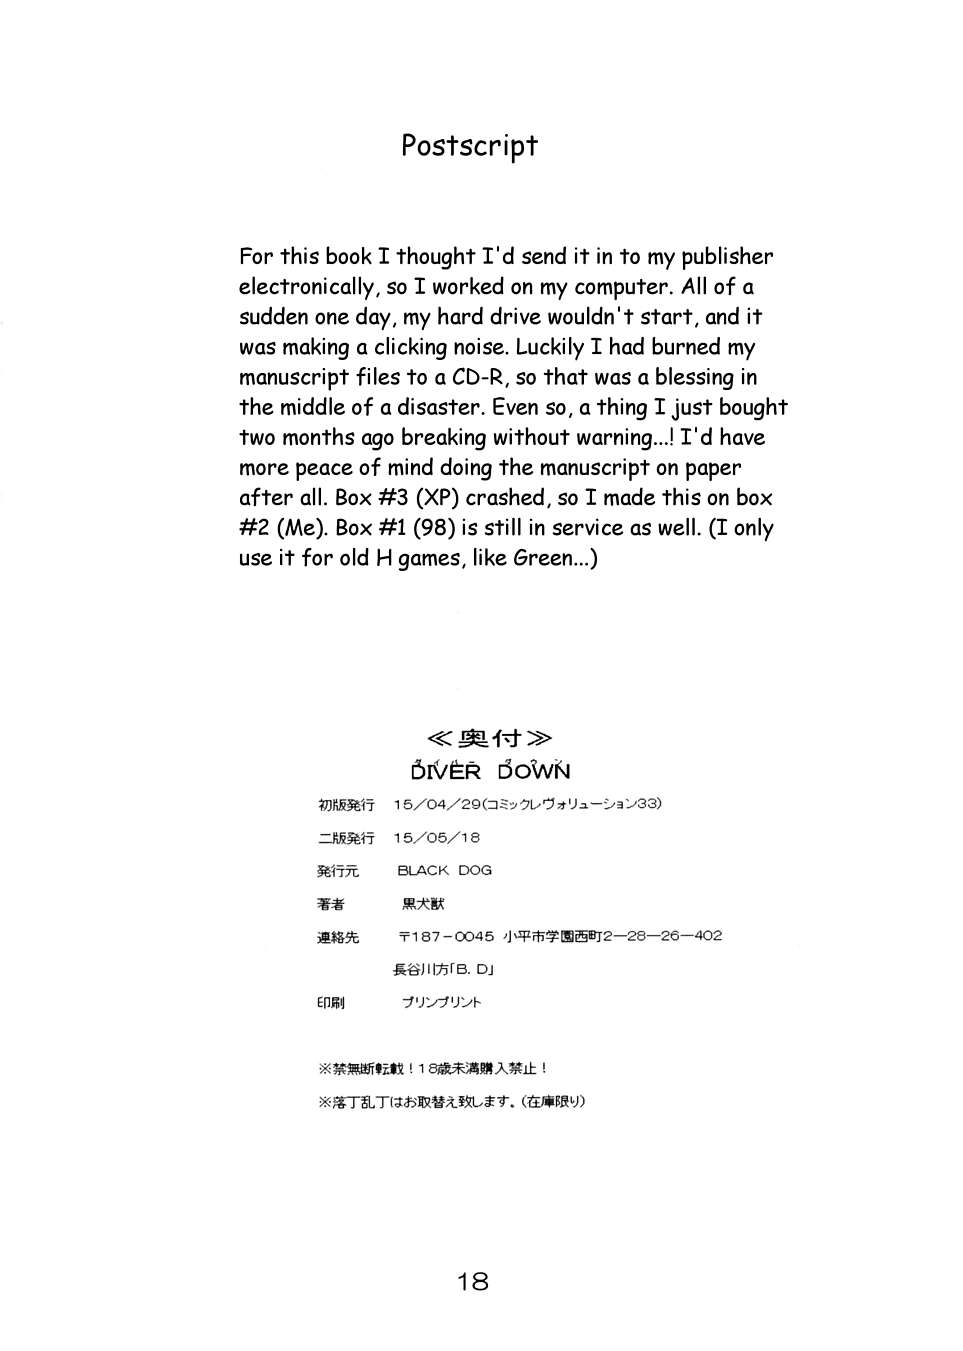 Postscript
For this book I thought I'd send it in to my publisher
electronically, so I worked on my computer. All of a
sudden one day, my hard drive wouldn't start, and it
was making a clicking noise. Luckily I had burned my
manuscript files to a CD-R, so that was a blessing in
the middle of a disaster. Even so, a thing I just bought
two months ago breaking without warning...! I'd have
more peace of mind doing the manuscript on paper
after all. Box #3 (XP) crashed, so I made this on box
#2 (Me). Box #1 (98) is still in service as well. (I only
use it for old H games, like Green...)
≪奥付≫
ダイバー ダウン
DIVER DOWN
初版発行 15/04/29(コミックレヴォリューション33)
二版発行 15/05/18
発行元 BLACK DOG
著者 黒犬獣
連絡先 〒187-0045 小平市学園西町2―28―26―402
長谷川方「B.D」
印刷 プリンプリント
※禁無断転載！18歳未満購入禁止！
※落丁乱丁はお取替え致します。(在庫限り)
18